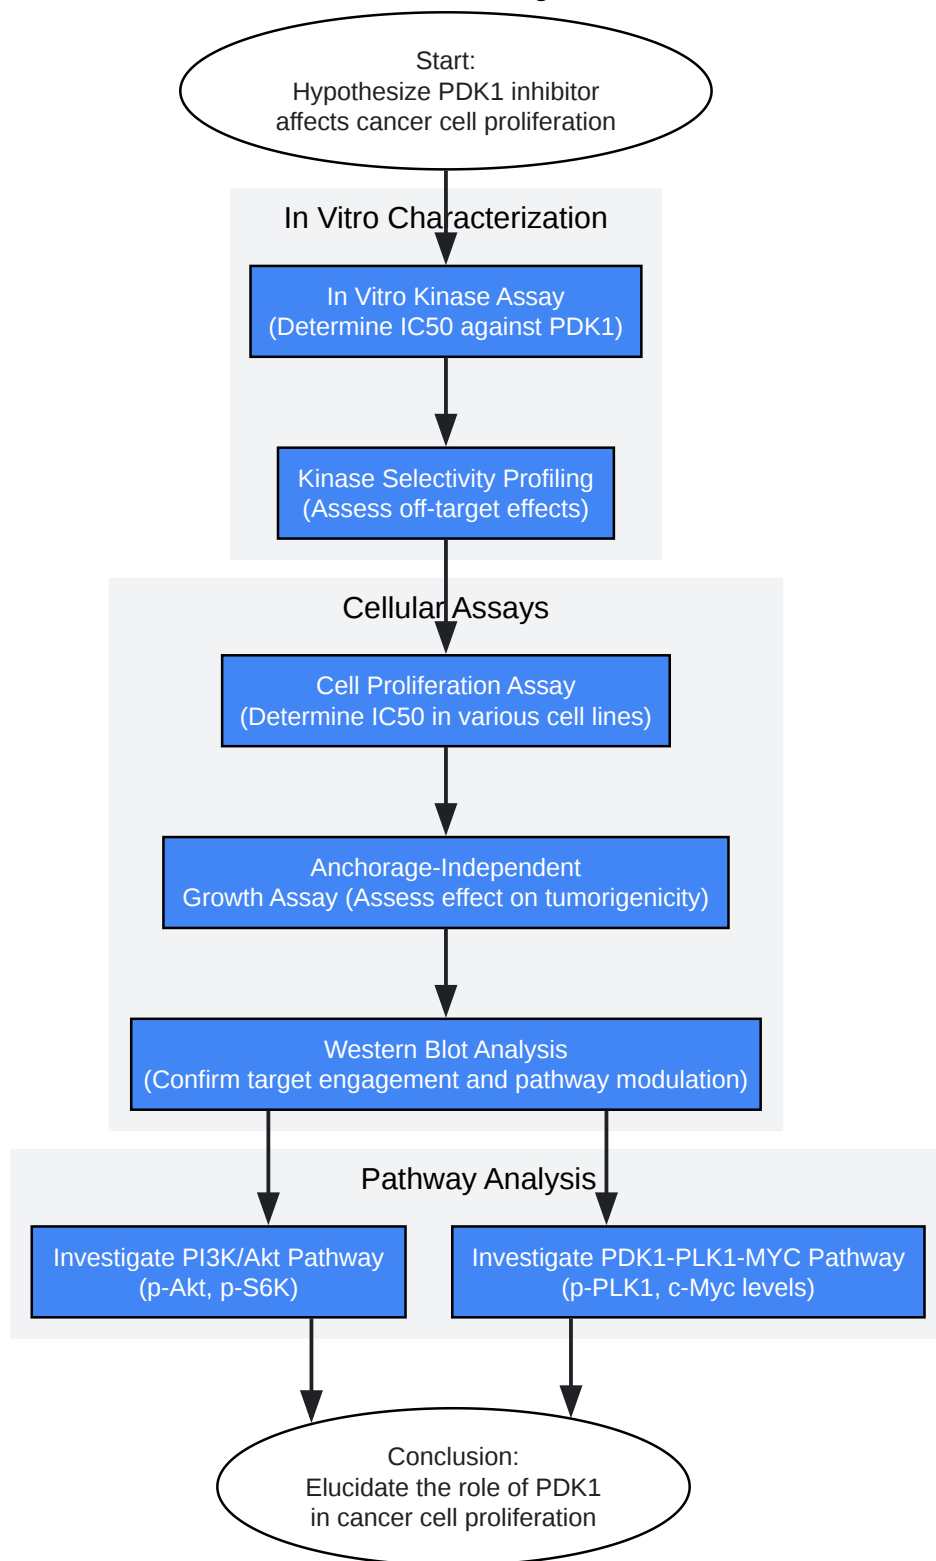 Start:
Hypothesize PDK1 inhibitor
affects cancer cell proliferation
In Vitro Characterization
In Vitro Kinase Assay
(Determine IC50 against PDK1)
Kinase Selectivity Profiling
(Assess off-target effects)
Cellular Assays
Cell Proliferation Assay
(Determine IC50 in various cell lines)
Anchorage-Independent
Growth Assay (Assess effect on tumorigenicity)
Western Blot Analysis
(Confirm target engagement and pathway modulation)
Pathway Analysis
Investigate PI3K/Akt Pathway
(p-Akt, p-S6K)
Investigate PDK1-PLK1-MYC Pathway
(p-PLK1, c-Myc levels)
Conclusion:
Elucidate the role of PDK1
in cancer cell proliferation